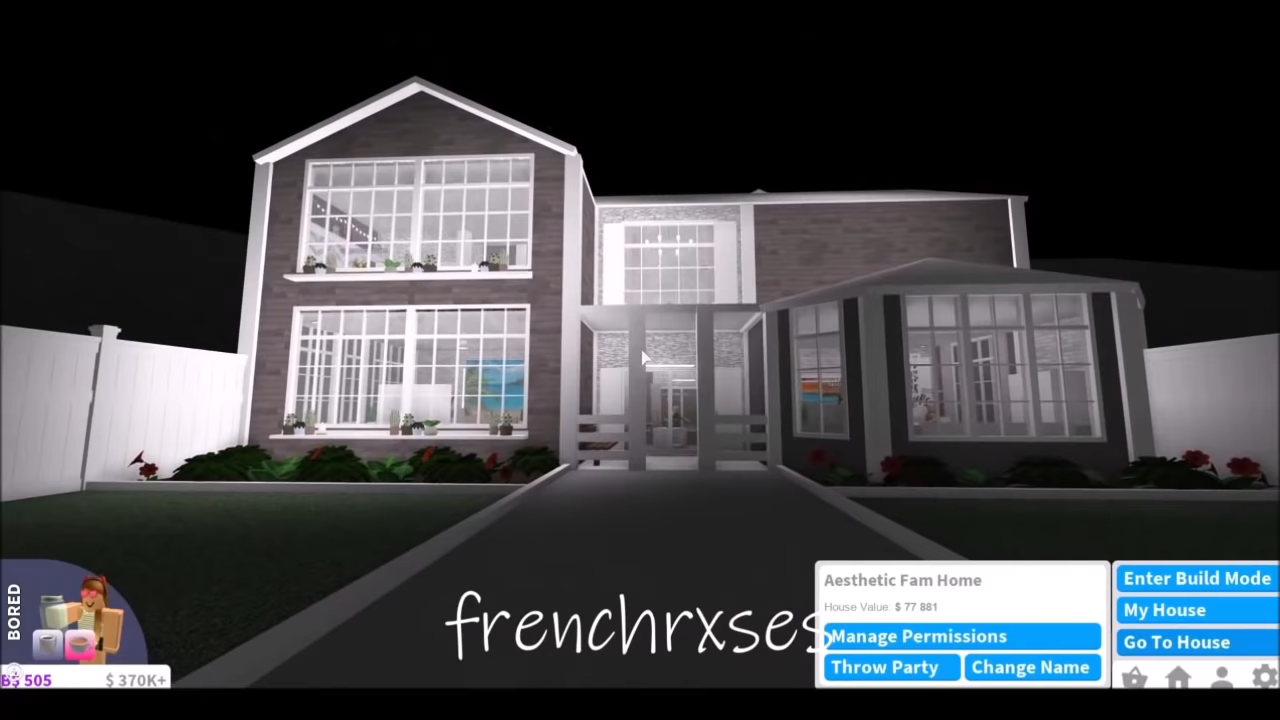 BORED
B$ 505
$ 370K+
frenchrxses
Aesthetic Fam Home
House Value: $ 77 881
Manage Permissions
Throw Party
Change Name
Enter Build Mode
My House
Go To House